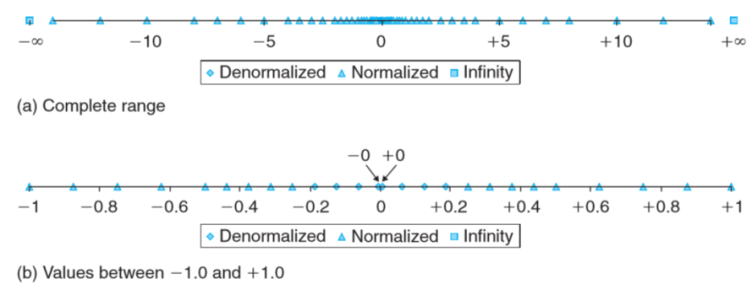 −∞ −10 −5 0 +5 +10 +∞
Denormalized Normalized Infinity
(a) Complete range
−0 +0
−1 −0.8 −0.6 −0.4 −0.2 0 +0.2 +0.4 +0.6 +0.8 +1
Denormalized Normalized Infinity
(b) Values between −1.0 and +1.0